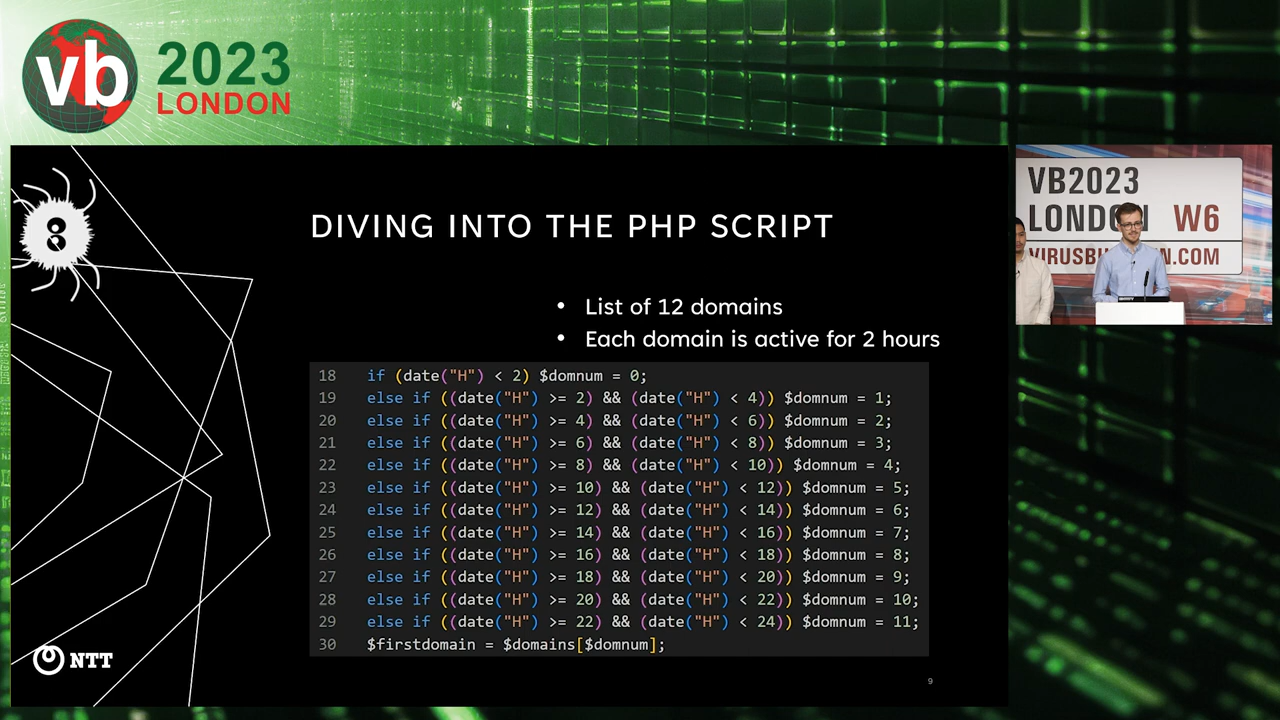 vb 2023
LONDON
DIVING INTO THE PHP SCRIPT
• List of 12 domains
• Each domain is active for 2 hours
18 if (date("H") < 2) $domnum = 0;
19 else if ((date("H") >= 2) && (date("H") < 4)) $domnum = 1;
20 else if ((date("H") >= 4) && (date("H") < 6)) $domnum = 2;
21 else if ((date("H") >= 6) && (date("H") < 8)) $domnum = 3;
22 else if ((date("H") >= 8) && (date("H") < 10)) $domnum = 4;
23 else if ((date("H") >= 10) && (date("H") < 12)) $domnum = 5;
24 else if ((date("H") >= 12) && (date("H") < 14)) $domnum = 6;
25 else if ((date("H") >= 14) && (date("H") < 16)) $domnum = 7;
26 else if ((date("H") >= 16) && (date("H") < 18)) $domnum = 8;
27 else if ((date("H") >= 18) && (date("H") < 20)) $domnum = 9;
28 else if ((date("H") >= 20) && (date("H") < 22)) $domnum = 10;
29 else if ((date("H") >= 22) && (date("H") < 24)) $domnum = 11;
30 $firstdomain = $domains[$domnum];
NTT
9
VB2023
LONDON W6